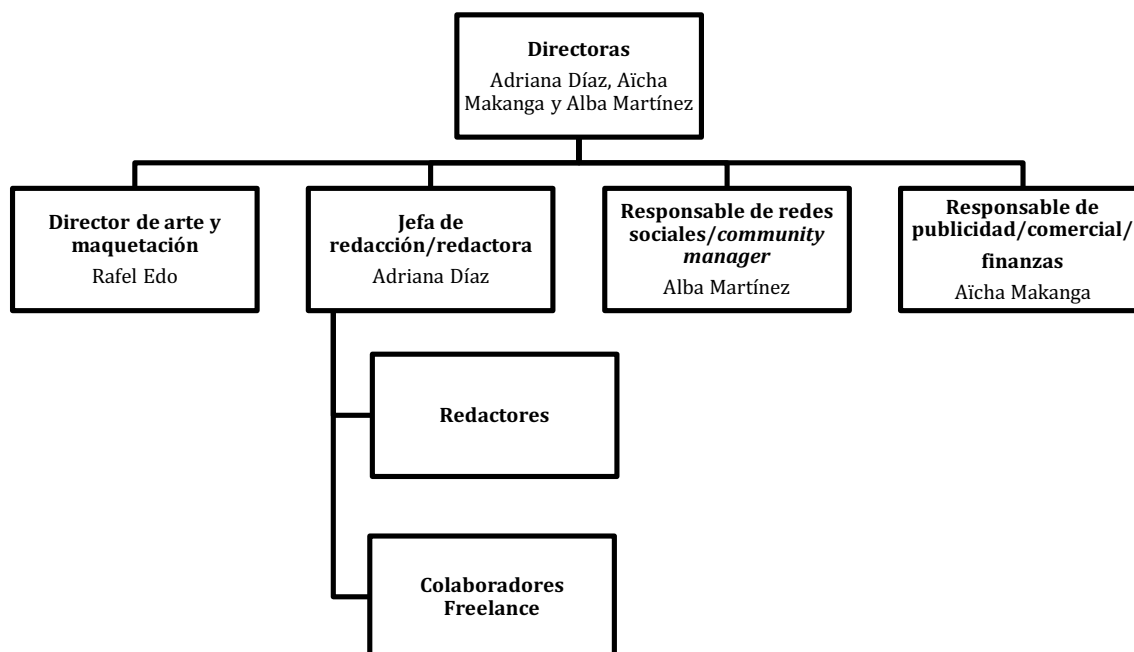 Directoras
Adriana Díaz, Aïcha
Makanga y Alba Martínez
Director de arte y
maquetación
Rafel Edo
Jefa de
redacción/redactora
Adriana Díaz
Responsable de redes
sociales/community
manager
Alba Martínez
Responsable de
publicidad/comercial/
finanzas
Aïcha Makanga
Redactores
Colaboradores
Freelance